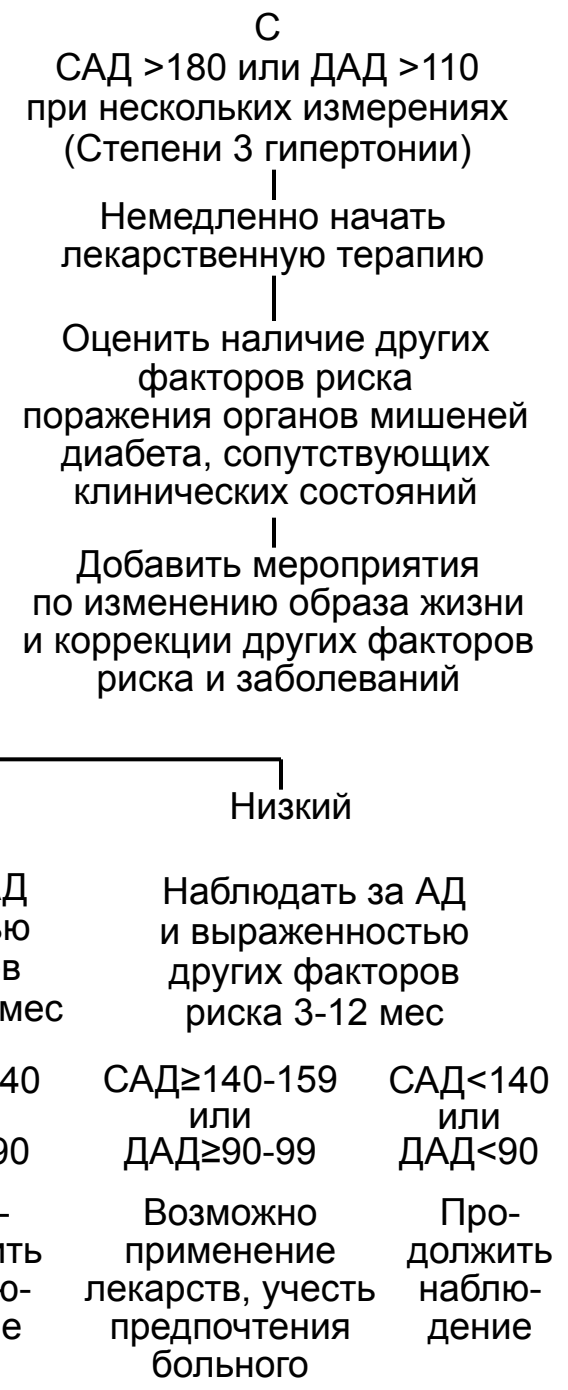 С
САД >180 или ДАД >110
при нескольких измерениях
(Степени 3 гипертонии)
Немедленно начать
лекарственную терапию
Оценить наличие других
факторов риска
поражения органов мишеней
диабета, сопутствующих
клинических состояний
Добавить мероприятия
по изменению образа жизни
и коррекции других факторов
риска и заболеваний
Низкий
Наблюдать за АД
и выраженностью
других факторов
риска 3-12 мес
мес
САД≥140-159
или
ДАД≥90-99
САД<140
или
ДАД<90
Возможно
применение
лекарств, учесть
предпочтения
больного
Про-
должить
наблю-
дение